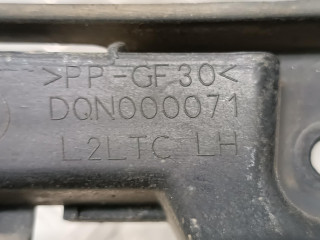 >PP-GF30<
DQN000071
L2LTC LH